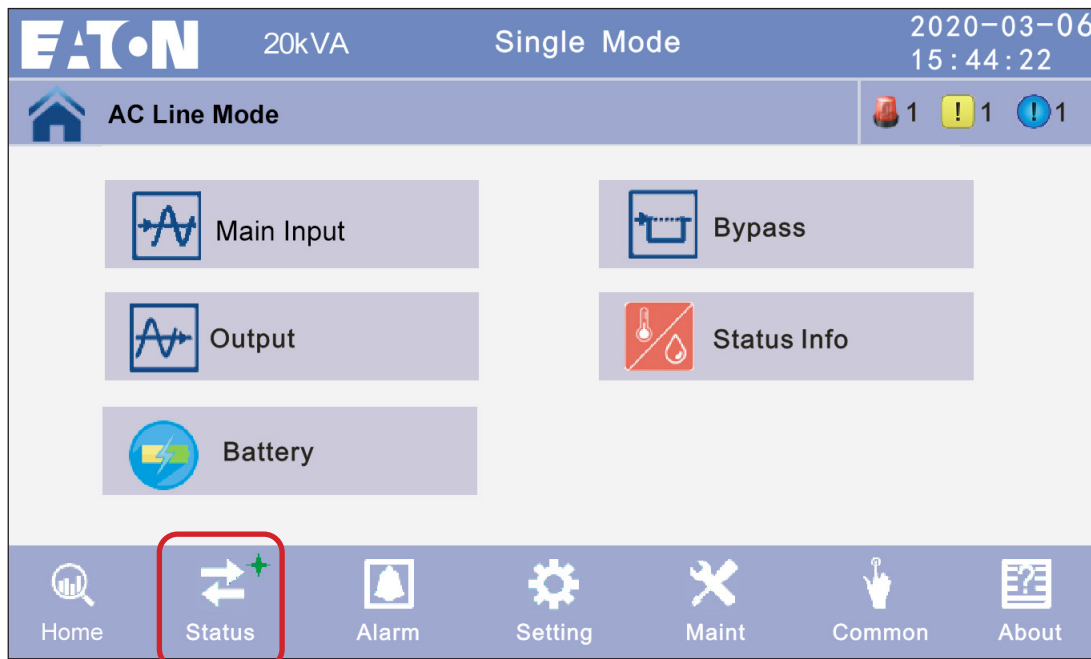 EATON 20kVA Single Mode 2020-03-06
15:44:22
AC Line Mode 1 ! 1 ! 1
Main Input Bypass
Output Status Info
Battery
Home Status Alarm Setting Maint Common About